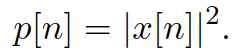 p[n] = |x[n]|².